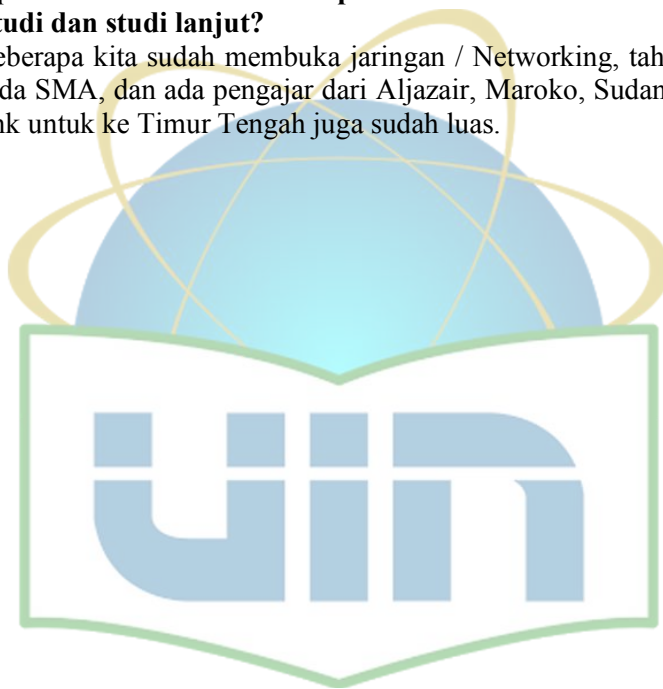 tudi dan studi lanjut?
eberapa kita sudah membuka jaringan / Networking, tah
da SMA, dan ada pengajar dari Aljazair, Maroko, Sudan
nk untuk ke Timur Tengah juga sudah luas.
uin